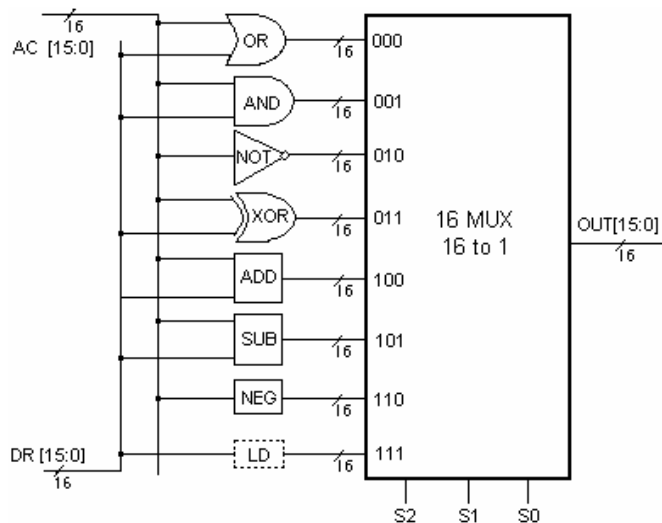 16
AC [15:0]
OR
16
000
AND
16
001
NOT
16
010
XOR
16
011
16 MUX
16 to 1
OUT[15:0]
16
ADD
16
100
SUB
16
101
NEG
16
110
DR [15:0]
16
LD
16
111
S2
S1
S0